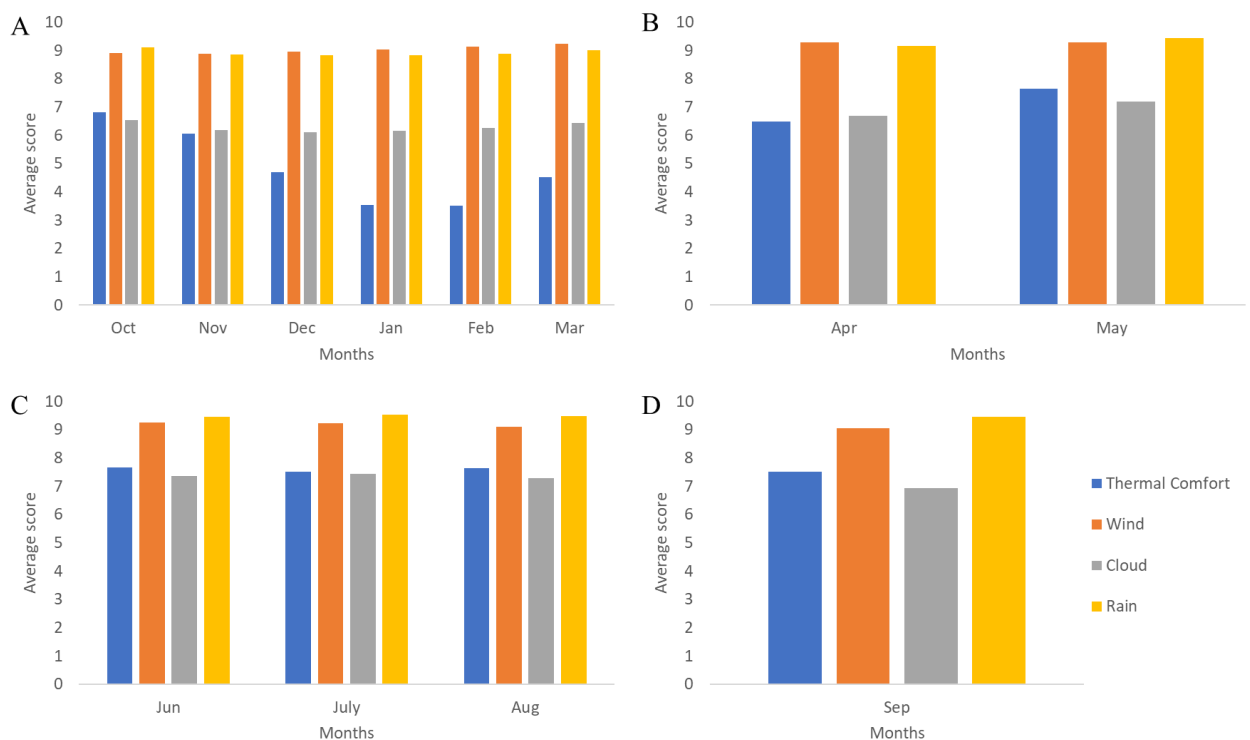 A
Average score
10
9
8
7
6
5
4
3
2
1
0
Oct Nov Dec Jan Feb Mar
Months
B
Average score
10
9
8
7
6
5
4
3
2
1
0
Apr May
Months
C
Average score
10
9
8
7
6
5
4
3
2
1
0
Jun July Aug
Months
D
Average score
10
9
8
7
6
5
4
3
2
1
0
Sep
Months
Thermal Comfort
Wind
Cloud
Rain